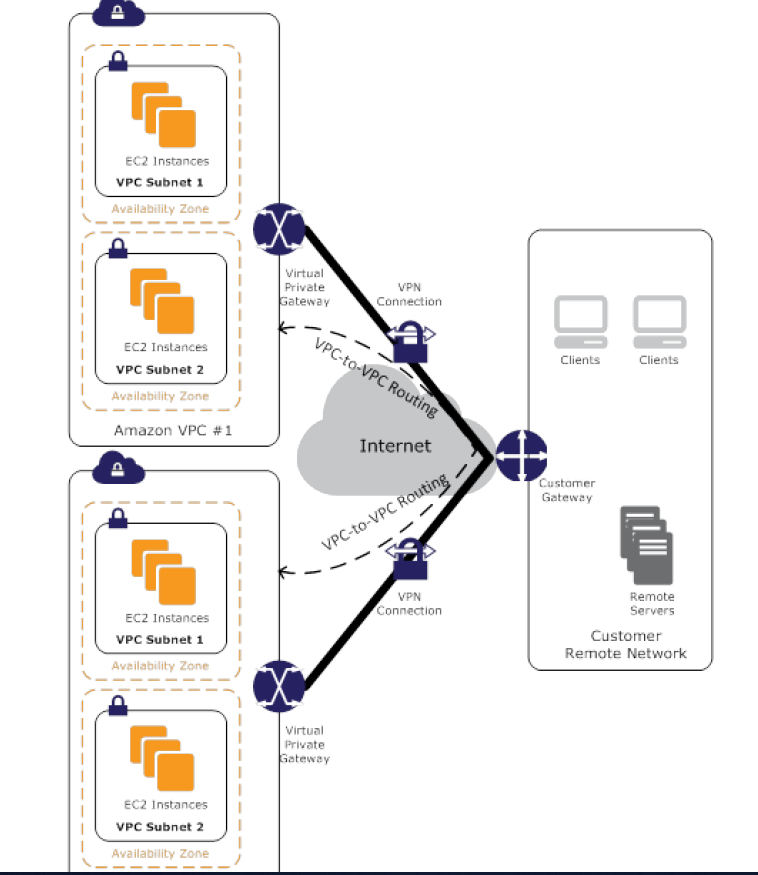 EC2 Instances
VPC Subnet 1
Availability Zone
EC2 Instances
VPC Subnet 2
Availability Zone
Amazon VPC #1
Virtual
Private
Gateway
VPN
Connection
VPC-to-VPC Routing
Internet
VPC-to-VPC Routing
VPN
Connection
Clients
Clients
Customer
Gateway
Remote
Servers
Customer
Remote Network
EC2 Instances
VPC Subnet 1
Availability Zone
Virtual
Private
Gateway
EC2 Instances
VPC Subnet 2
Availability Zone